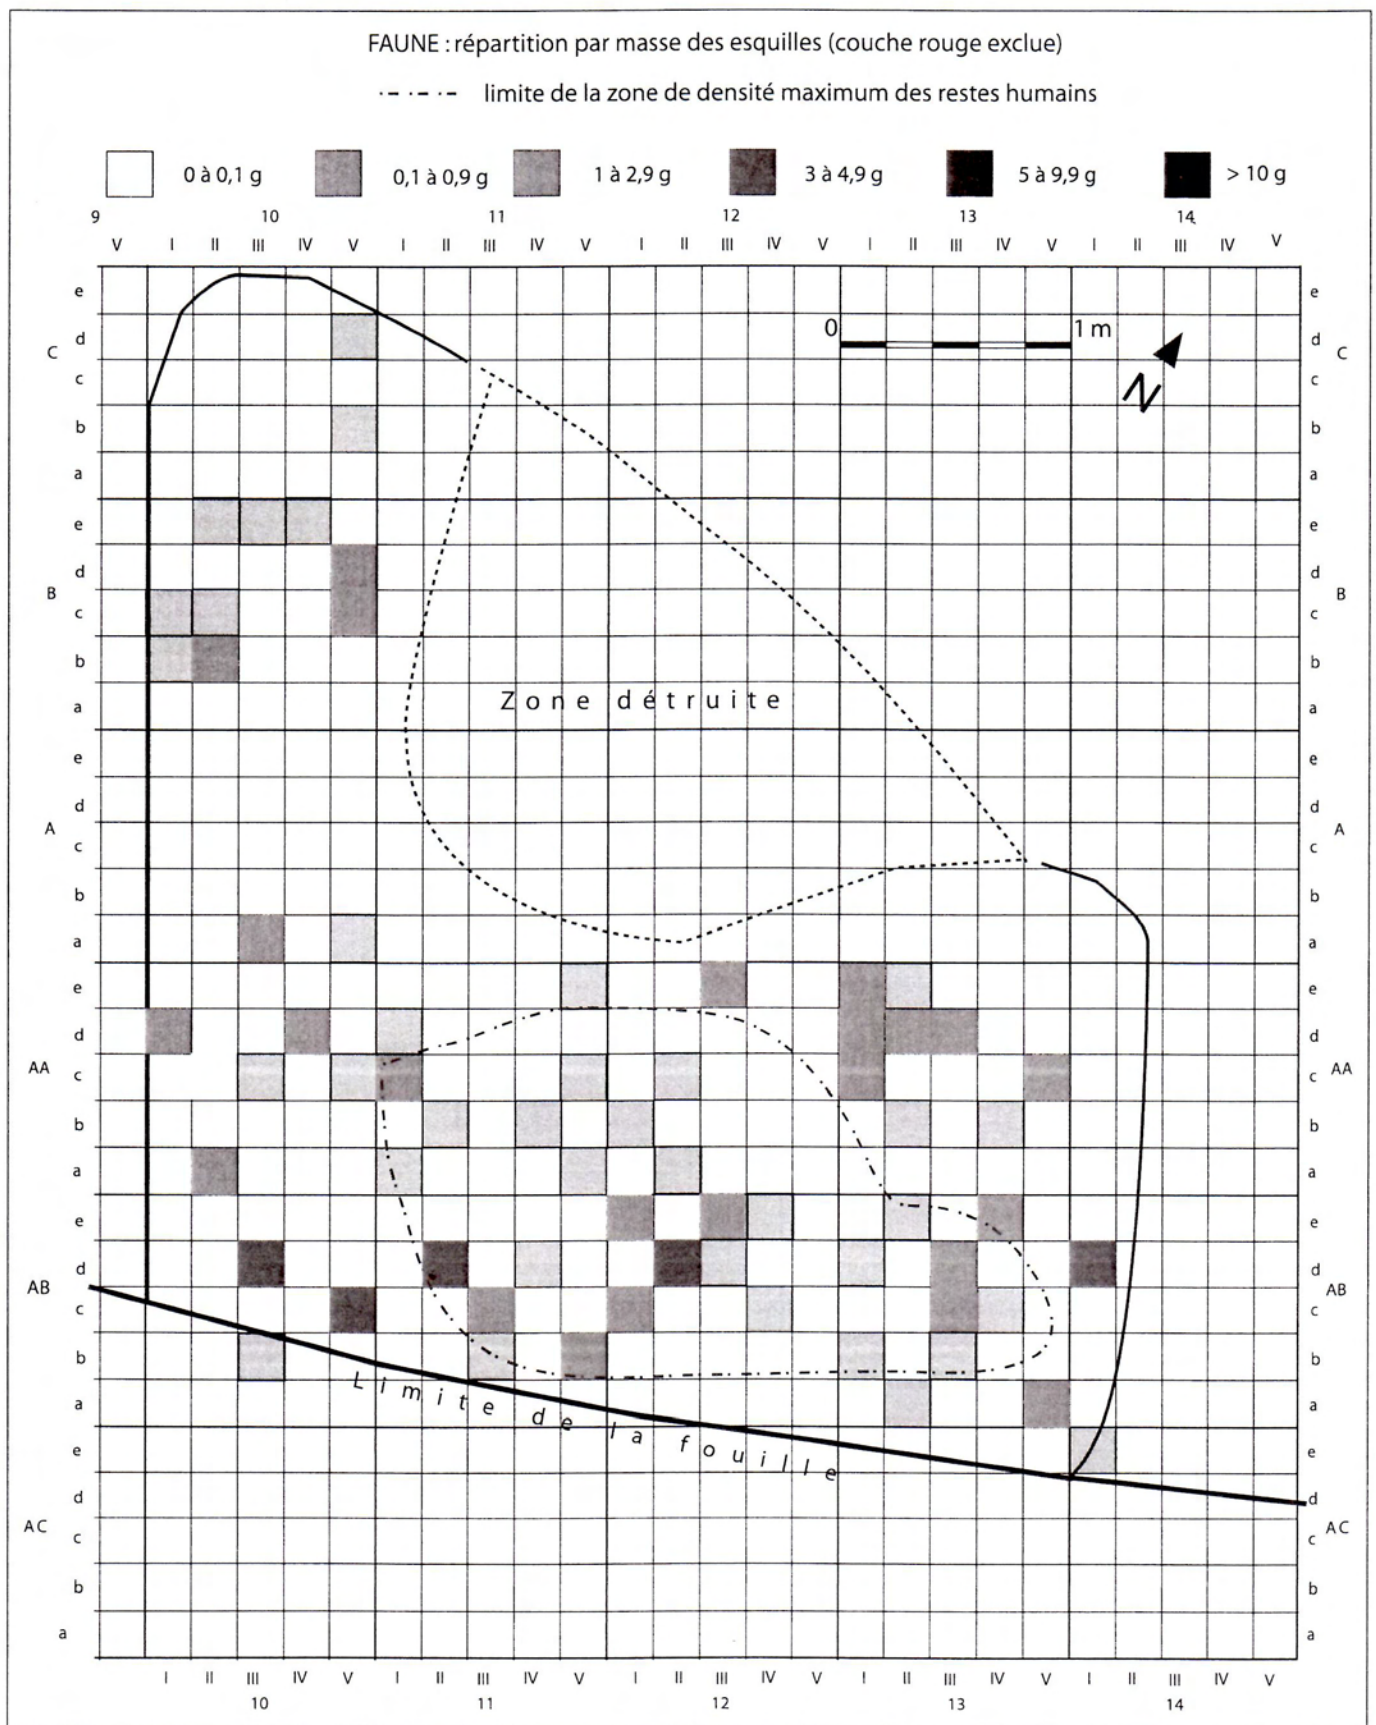 FAUNE : répartition par masse des esquilles (couche rouge exclue)
limite de la zone de densité maximum des restes humains
0 à 0,1 g 0,1 à 0,9 g 1 à 2,9 g 3 à 4,9 g 5 à 9,9 g > 10 g
9 10 11 12 13 14
V I II III IV V I II III IV V I II III IV V I II III IV V I II III IV V
e e
0 1 m
C d d C
c c
N
b b
a a
e e
d d
B B
c c
b b
Zone détruite
a a
e e
d d
A A
c c
b b
a a
e e
d d
AA c c AA
b b
a a
e e
d d
AB AB
c c
b b
a a
Limite de la fouille
e e
d d
AC AC
c c
b b
a a
I II III IV V I II III IV V I II III IV V I II III IV V I II III IV V
10 11 12 13 14